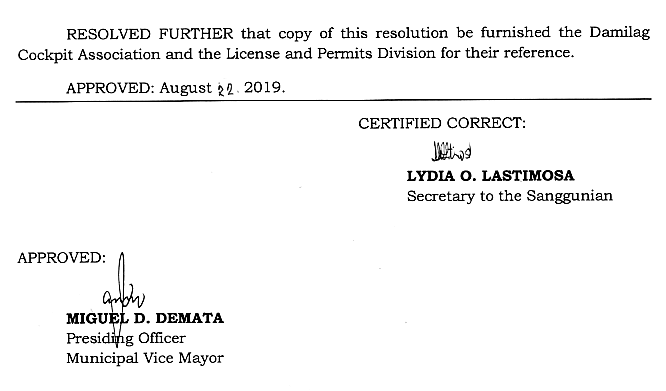 RESOLVED FURTHER that copy of this resolution be furnished the Damilag
Cockpit Association and the License and Permits Division for their reference.
APPROVED: August 22. 2019.
CERTIFIED CORRECT:
LYDIA O. LASTIMOSA
Secretary to the Sanggunian
APPROVED:
MIGUEL D. DEMATA
Presiding Officer
Municipal Vice Mayor